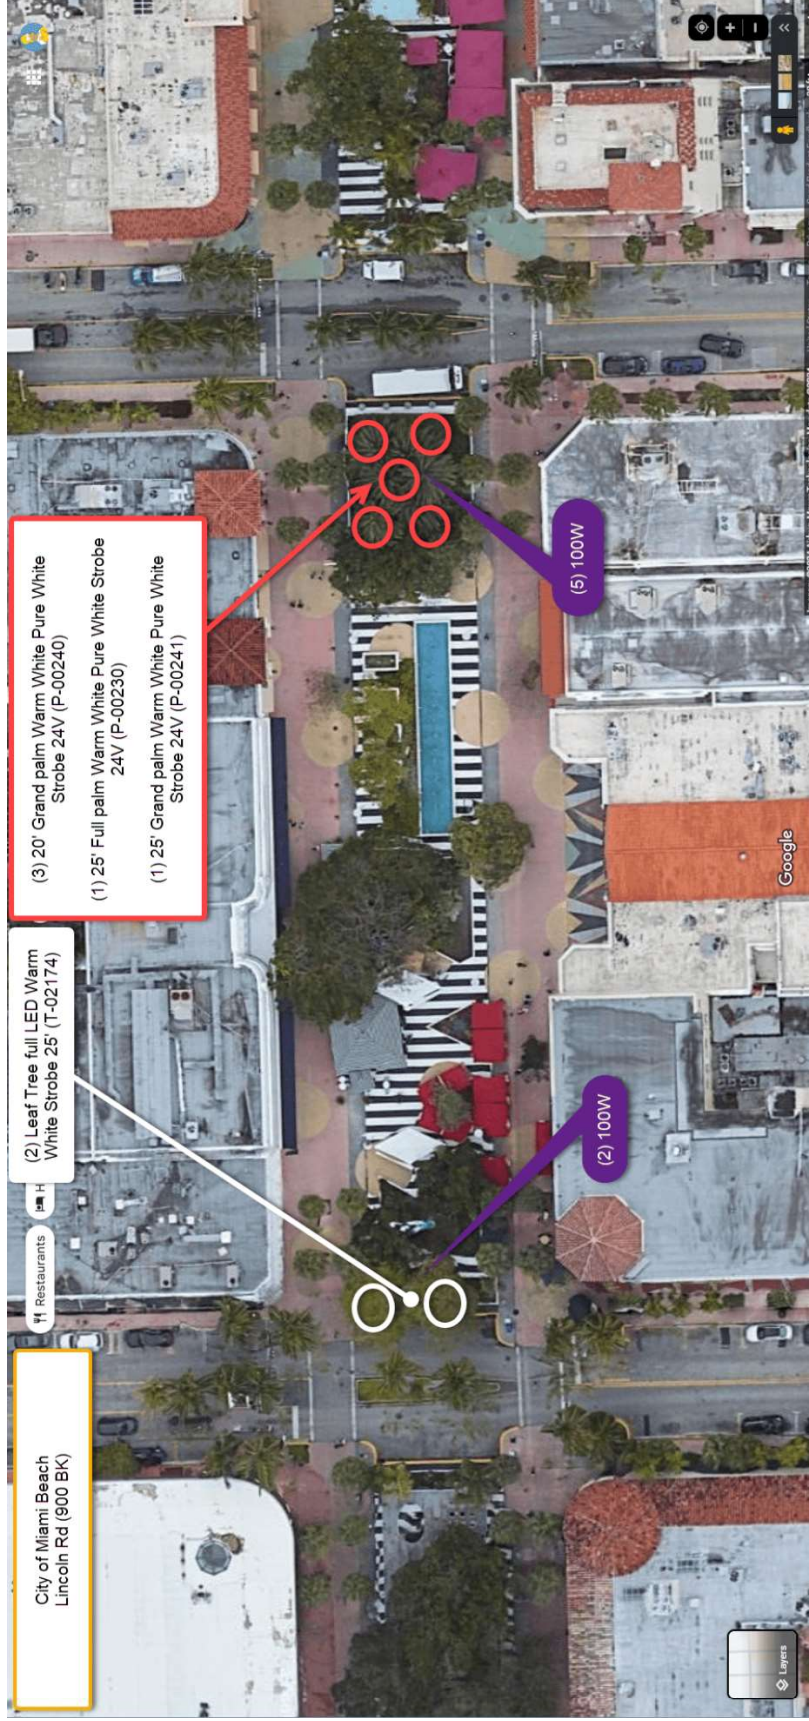 City of Miami Beach
Lincoln Rd (900 BK)
Restaurants
H
(2) Leaf Tree full LED Warm
White Strobe 25' (T-02174)
(3) 20' Grand palm Warm White Pure White
Strobe 24V (P-00240)
(1) 25' Full palm Warm White Pure White Strobe
24V (P-00230)
(1) 25' Grand palm Warm White Pure White
Strobe 24V (P-00241)
(2) 100W
(5) 100W
Layers
Google